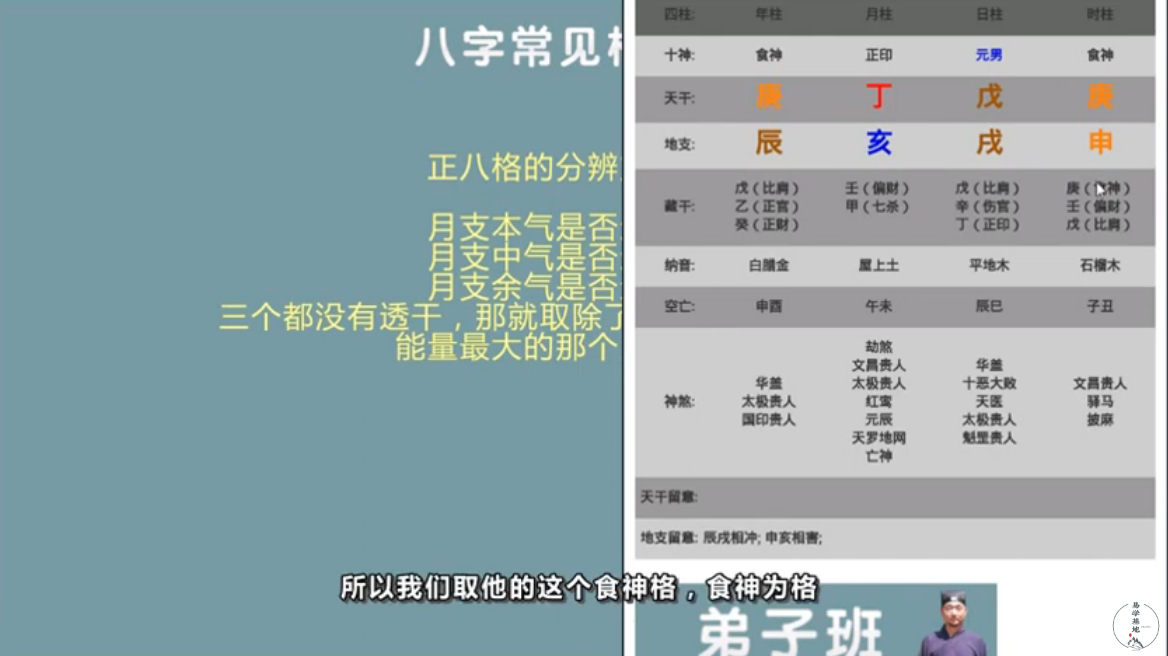 八字常见
正八格的分辨
月支本气是否
月支中气是否
月支余气是否
三个都没有透干，那就取除了
能量最大的那个
四柱: 年柱 月柱 日柱 时柱
十神: 食神 正印 元男 食神
天干: 庚 丁 戊 庚
地支: 辰 亥 戌 申
藏干: 戊（比肩） 壬（偏财） 戊（比肩） 庚（食神）
乙（正官） 甲（七杀） 辛（伤官） 壬（偏财）
癸（正财） 丁（正印） 戊（比肩）
纳音: 白腊金 屋上土 平地木 石榴木
空亡: 申酉 午未 辰巳 子丑
神煞:
华盖
太极贵人
国印贵人
劫煞
文昌贵人
太极贵人
红鸾
元辰
天罗地网
亡神
华盖
十恶大败
天医
太极贵人
魁罡贵人
文昌贵人
驿马
披麻
天干留意:
地支留意: 辰戌相冲; 申亥相害;
所以我们取他的这个食神格，食神为格
弟子班
易学基地